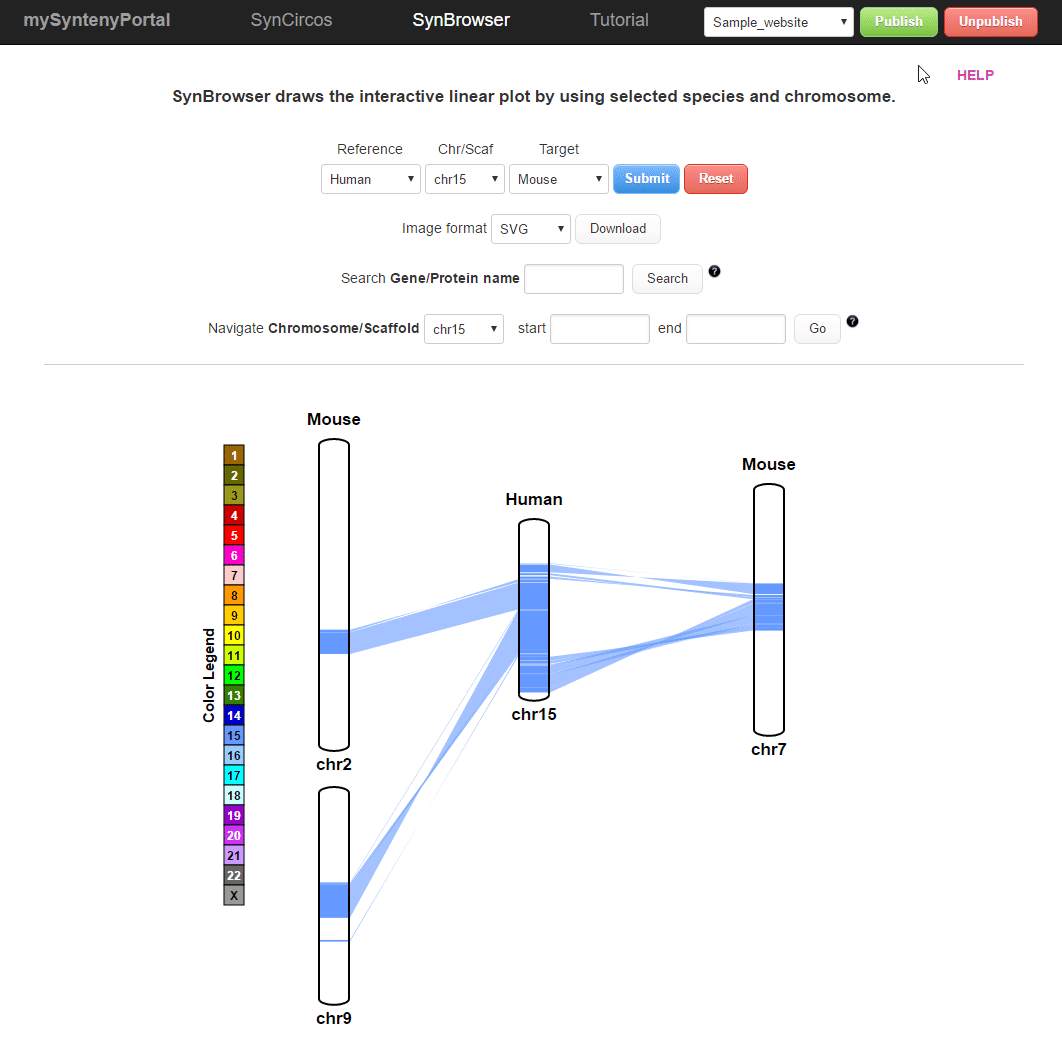 mySyntenyPortal SynCircos SynBrowser Tutorial Sample_website Publish Unpublish
HELP
SynBrowser draws the interactive linear plot by using selected species and chromosome.
Reference Chr/Scaf Target
Human chr15 Mouse Submit Reset
Image format SVG Download
Search Gene/Protein name Search ?
Navigate Chromosome/Scaffold chr15 start end Go ?
Color Legend
1
2
3
4
5
6
7
8
9
10
11
12
13
14
15
16
17
18
19
20
21
22
X
Mouse
chr2
chr9
Human
chr15
Mouse
chr7